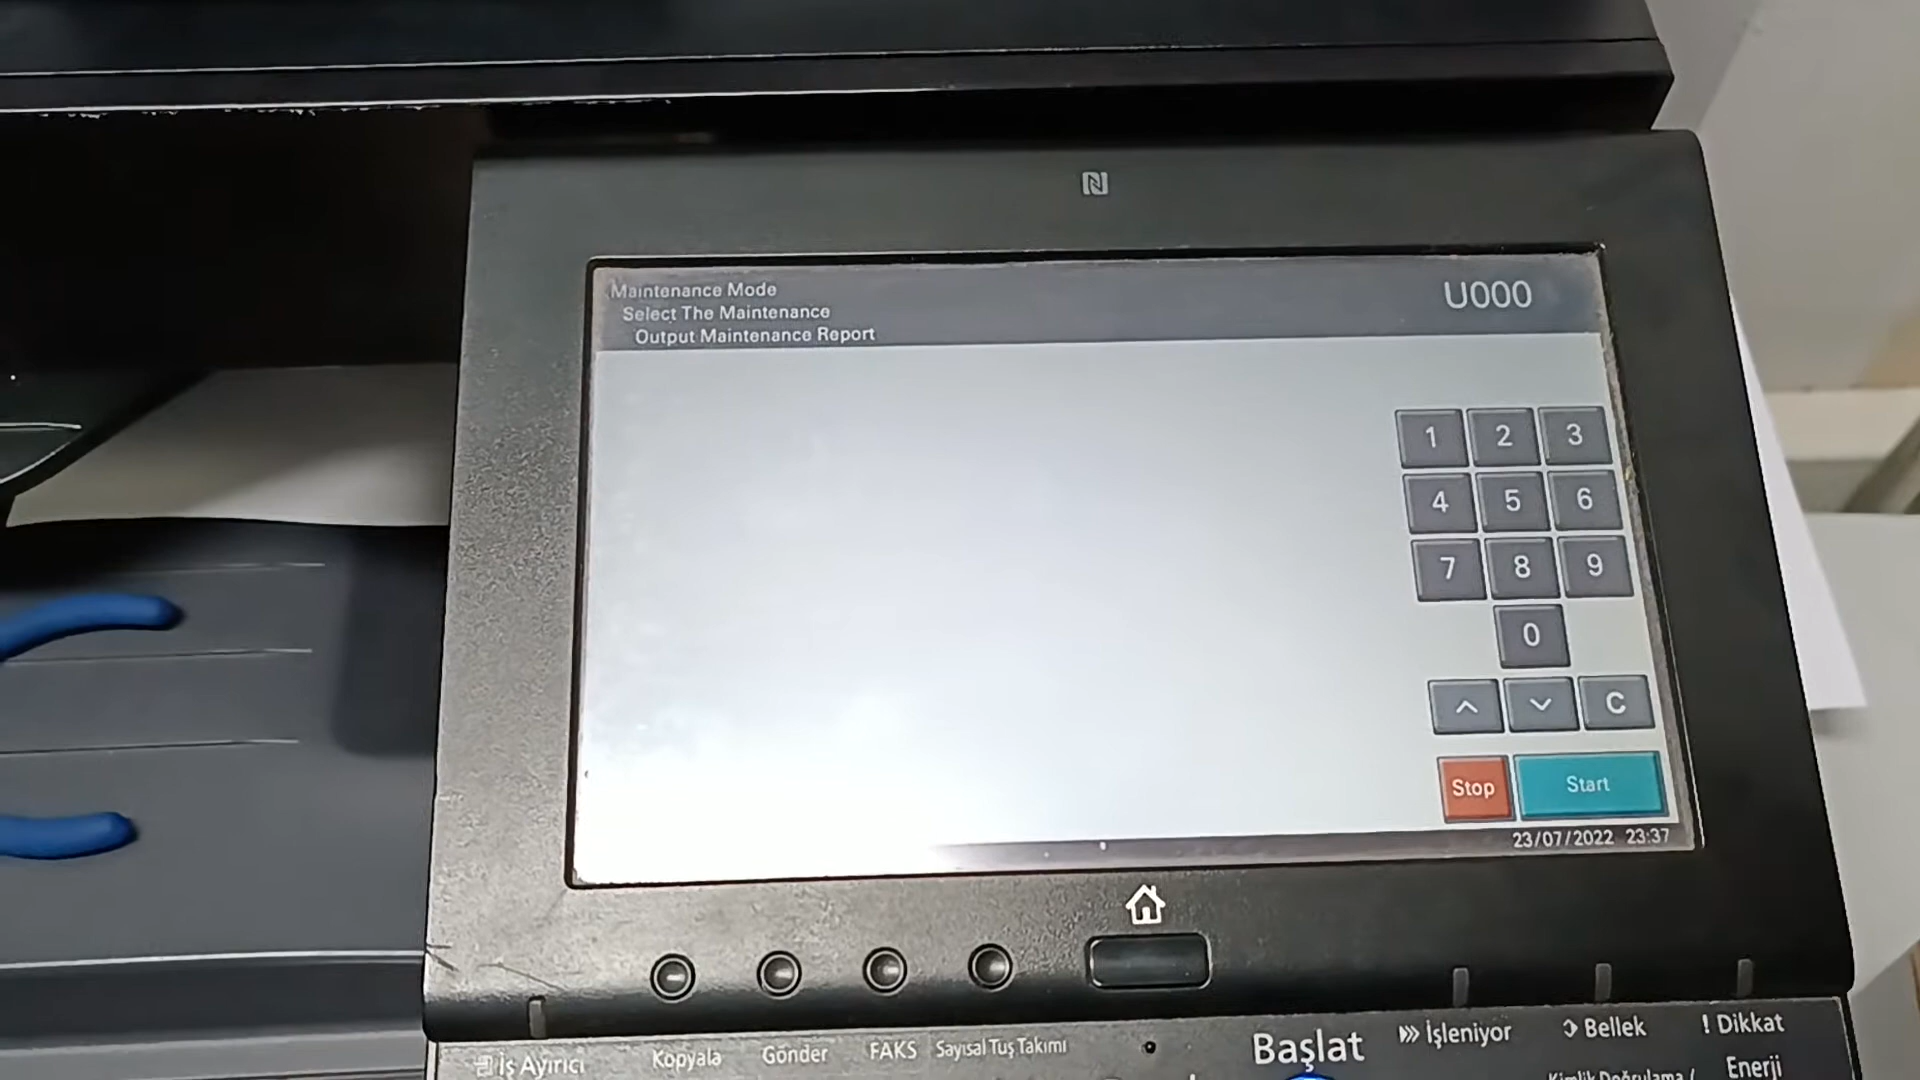 Maintenance Mode
U000
Select The Maintenance
Output Maintenance Report
1 2 3
4 5 6
7 8 9
0
C
Stop Start
23/07/2022 23:37
İş Ayırıcı Kopyala Gönder FAKS Sayısal Tuş Takımı Başlat İşleniyor Bellek ! Dikkat
Kimlik Doğrulama / Enerji